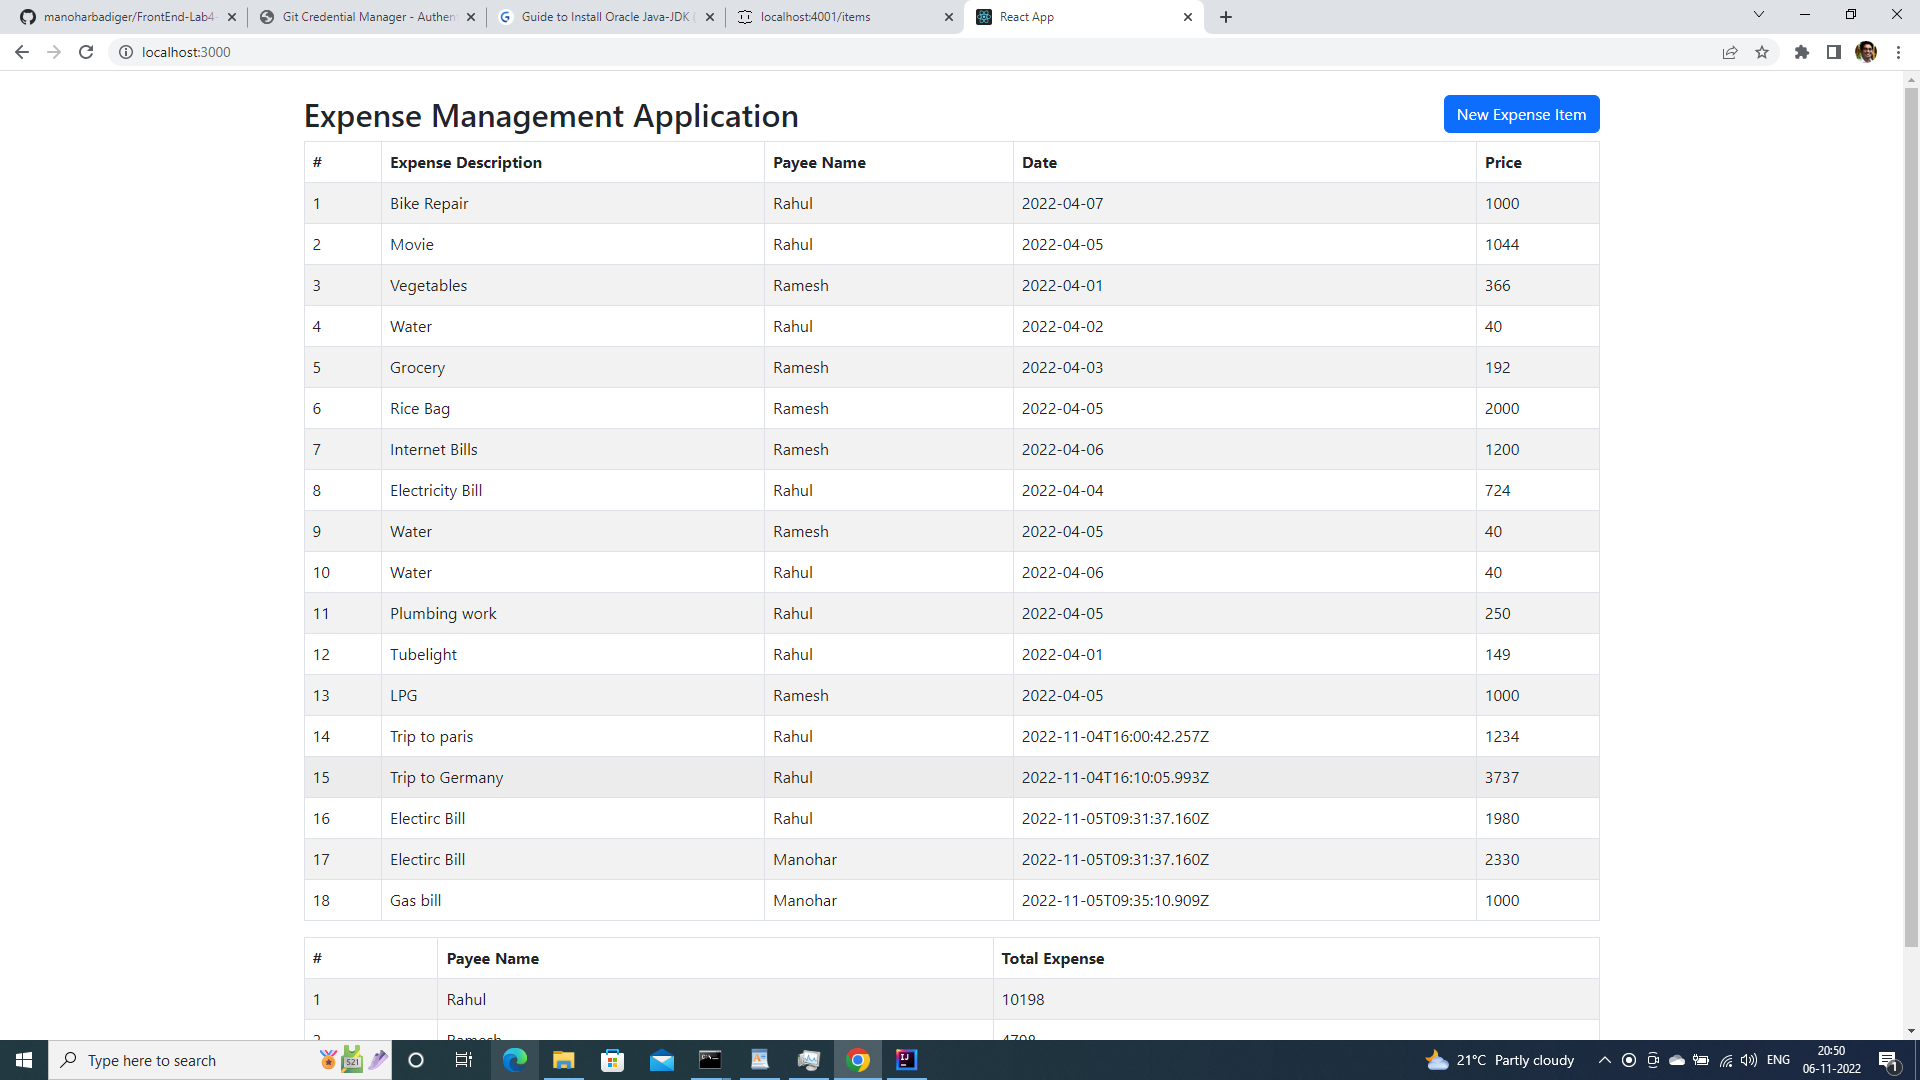 manoharbadiger/FrontEnd-Lab4- Git Credential Manager - Authen Guide to Install Oracle Java-JDK ( localhost:4001/items React App
localhost:3000
Expense Management Application New Expense Item
# Expense Description Payee Name Date Price
1 Bike Repair Rahul 2022-04-07 1000
2 Movie Rahul 2022-04-05 1044
3 Vegetables Ramesh 2022-04-01 366
4 Water Rahul 2022-04-02 40
5 Grocery Ramesh 2022-04-03 192
6 Rice Bag Ramesh 2022-04-05 2000
7 Internet Bills Ramesh 2022-04-06 1200
8 Electricity Bill Rahul 2022-04-04 724
9 Water Ramesh 2022-04-05 40
10 Water Rahul 2022-04-06 40
11 Plumbing work Rahul 2022-04-05 250
12 Tubelight Rahul 2022-04-01 149
13 LPG Ramesh 2022-04-05 1000
14 Trip to paris Rahul 2022-11-04T16:00:42.257Z 1234
15 Trip to Germany Rahul 2022-11-04T16:10:05.993Z 3737
16 Electirc Bill Rahul 2022-11-05T09:31:37.160Z 1980
17 Electirc Bill Manohar 2022-11-05T09:31:37.160Z 2330
18 Gas bill Manohar 2022-11-05T09:35:10.909Z 1000
# Payee Name Total Expense
1 Rahul 10198
2 Ramesh 4798
Type here to search 521 21°C Partly cloudy ENG 20:50
06-11-2022 1